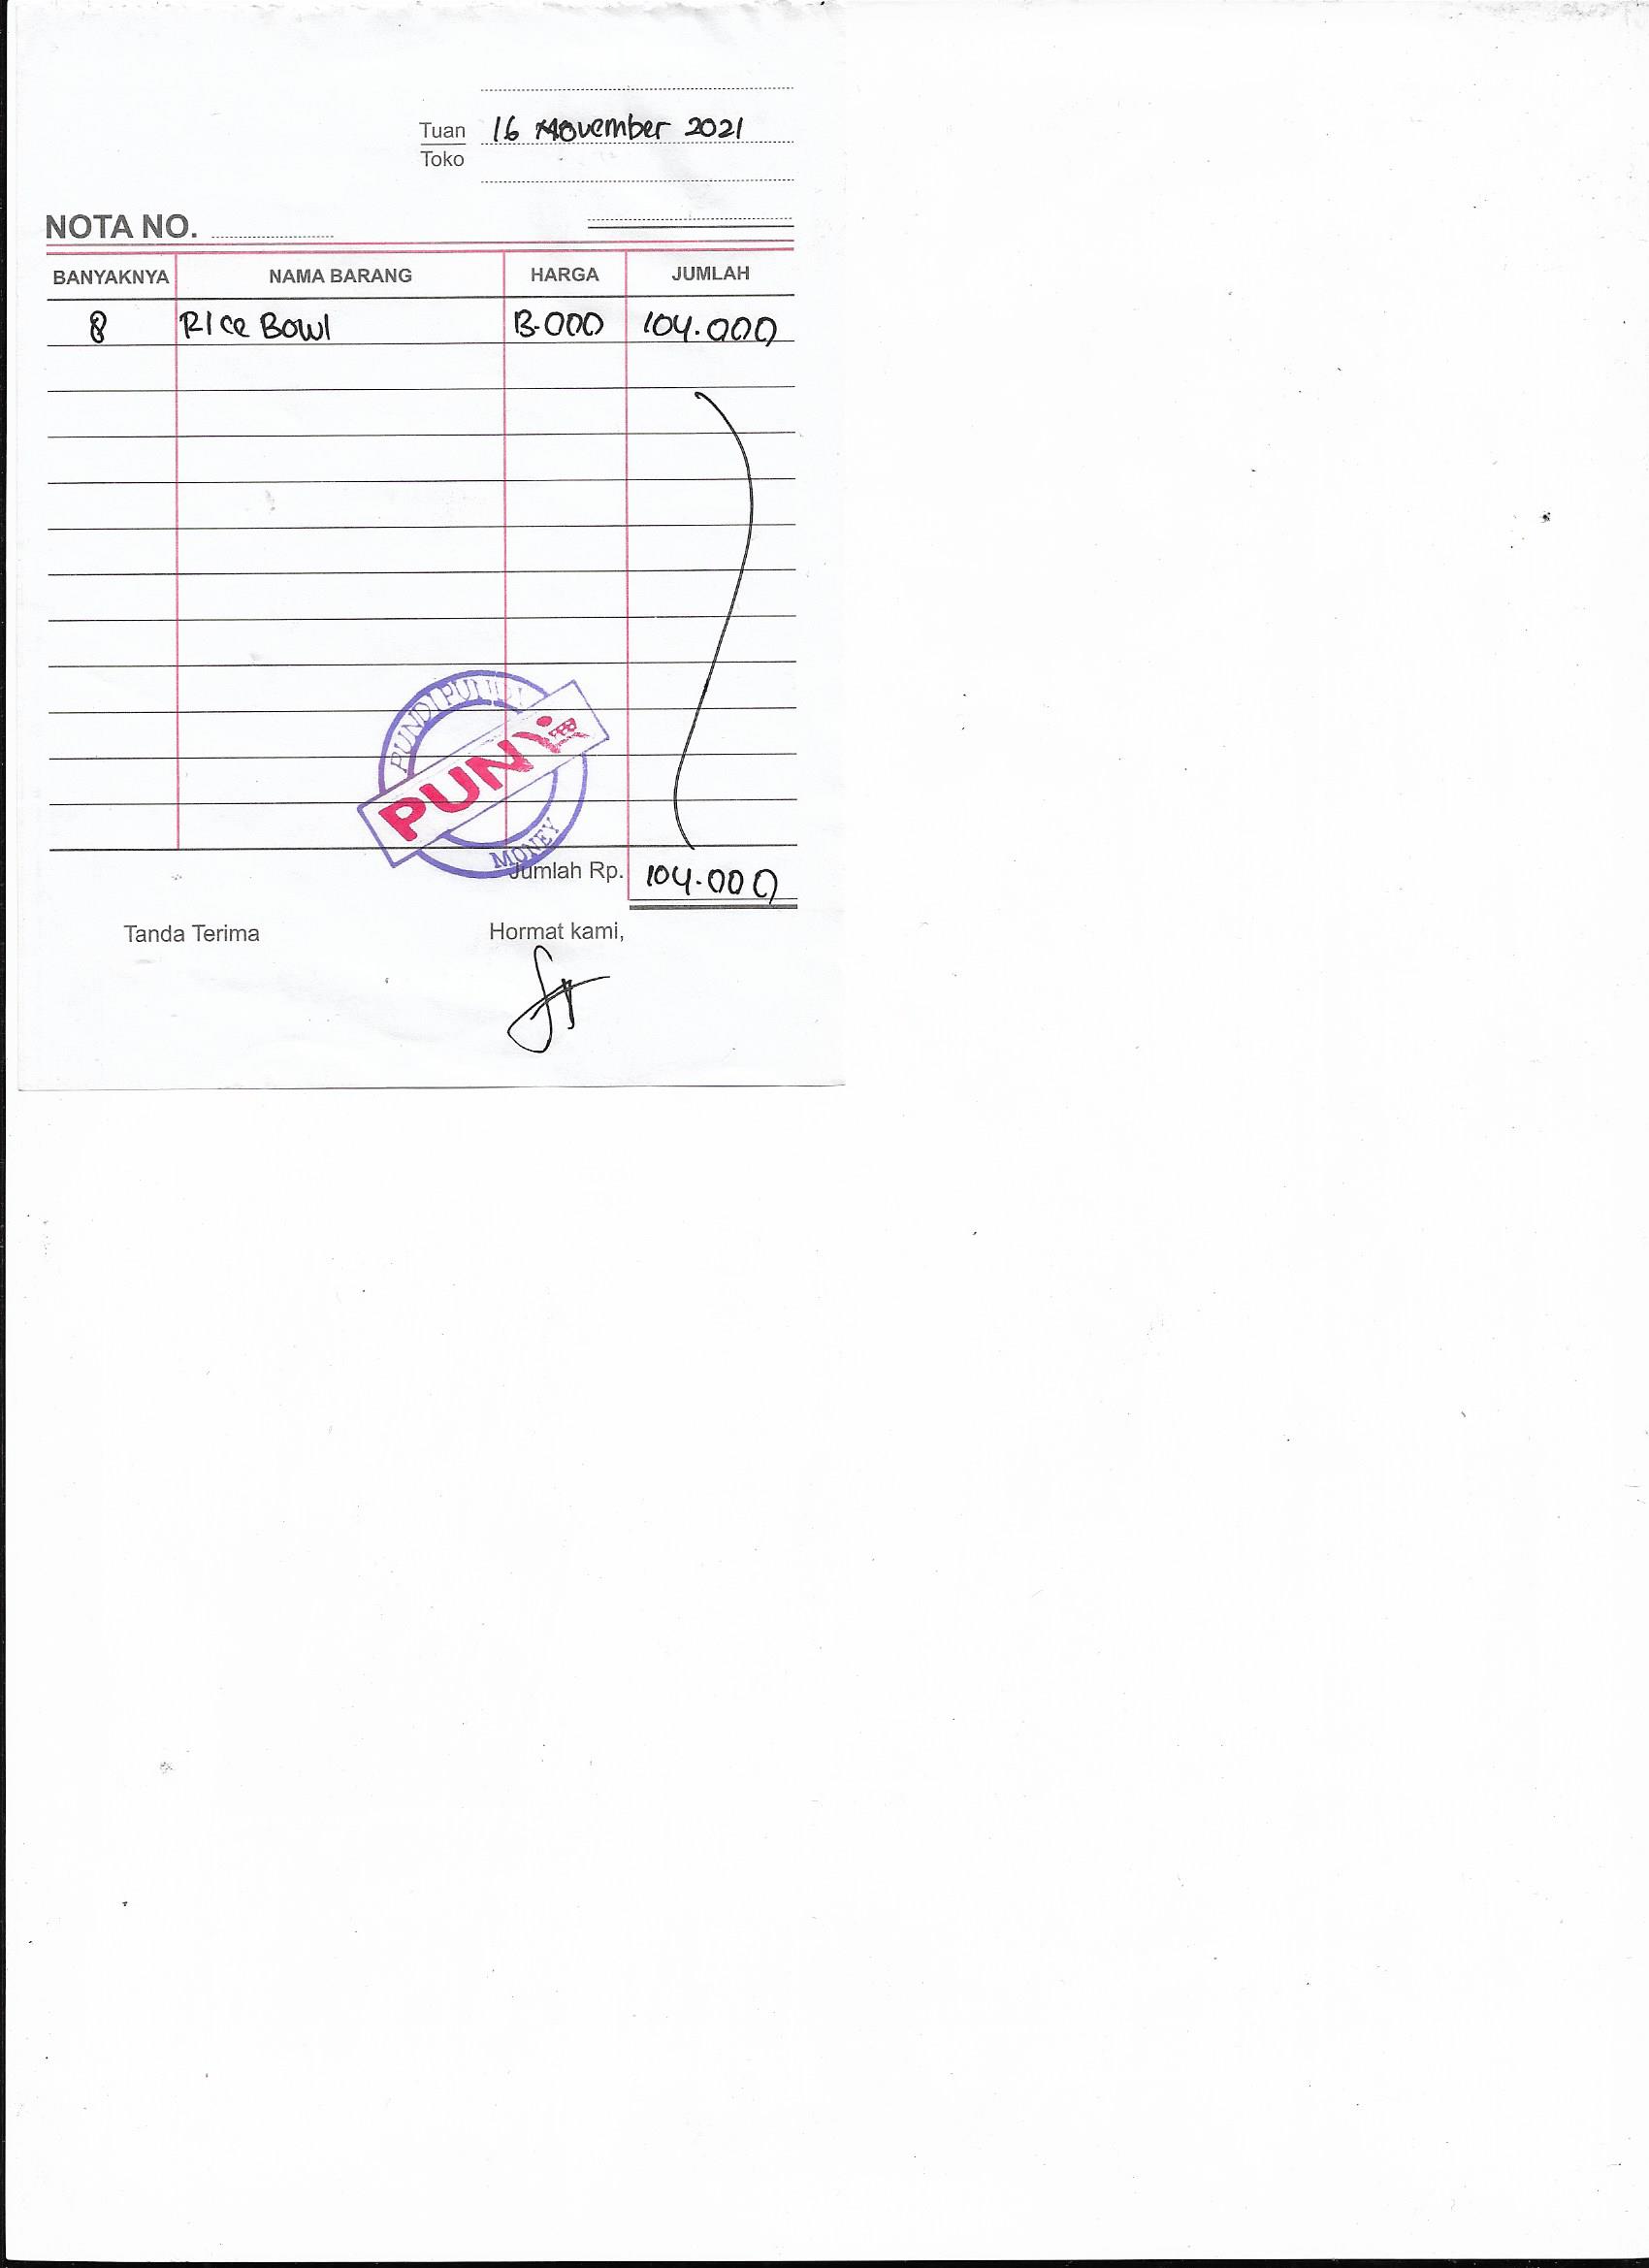 Tuan 16 November 2021
Toko
NOTA NO.
BANYAKNYA NAMA BARANG HARGA JUMLAH
8 Rice Bowl 13.000 104.000
PUNDI PUNDI
PUNDI
MONEY
Jumlah Rp. 104.000
Tanda Terima Hormat kami,